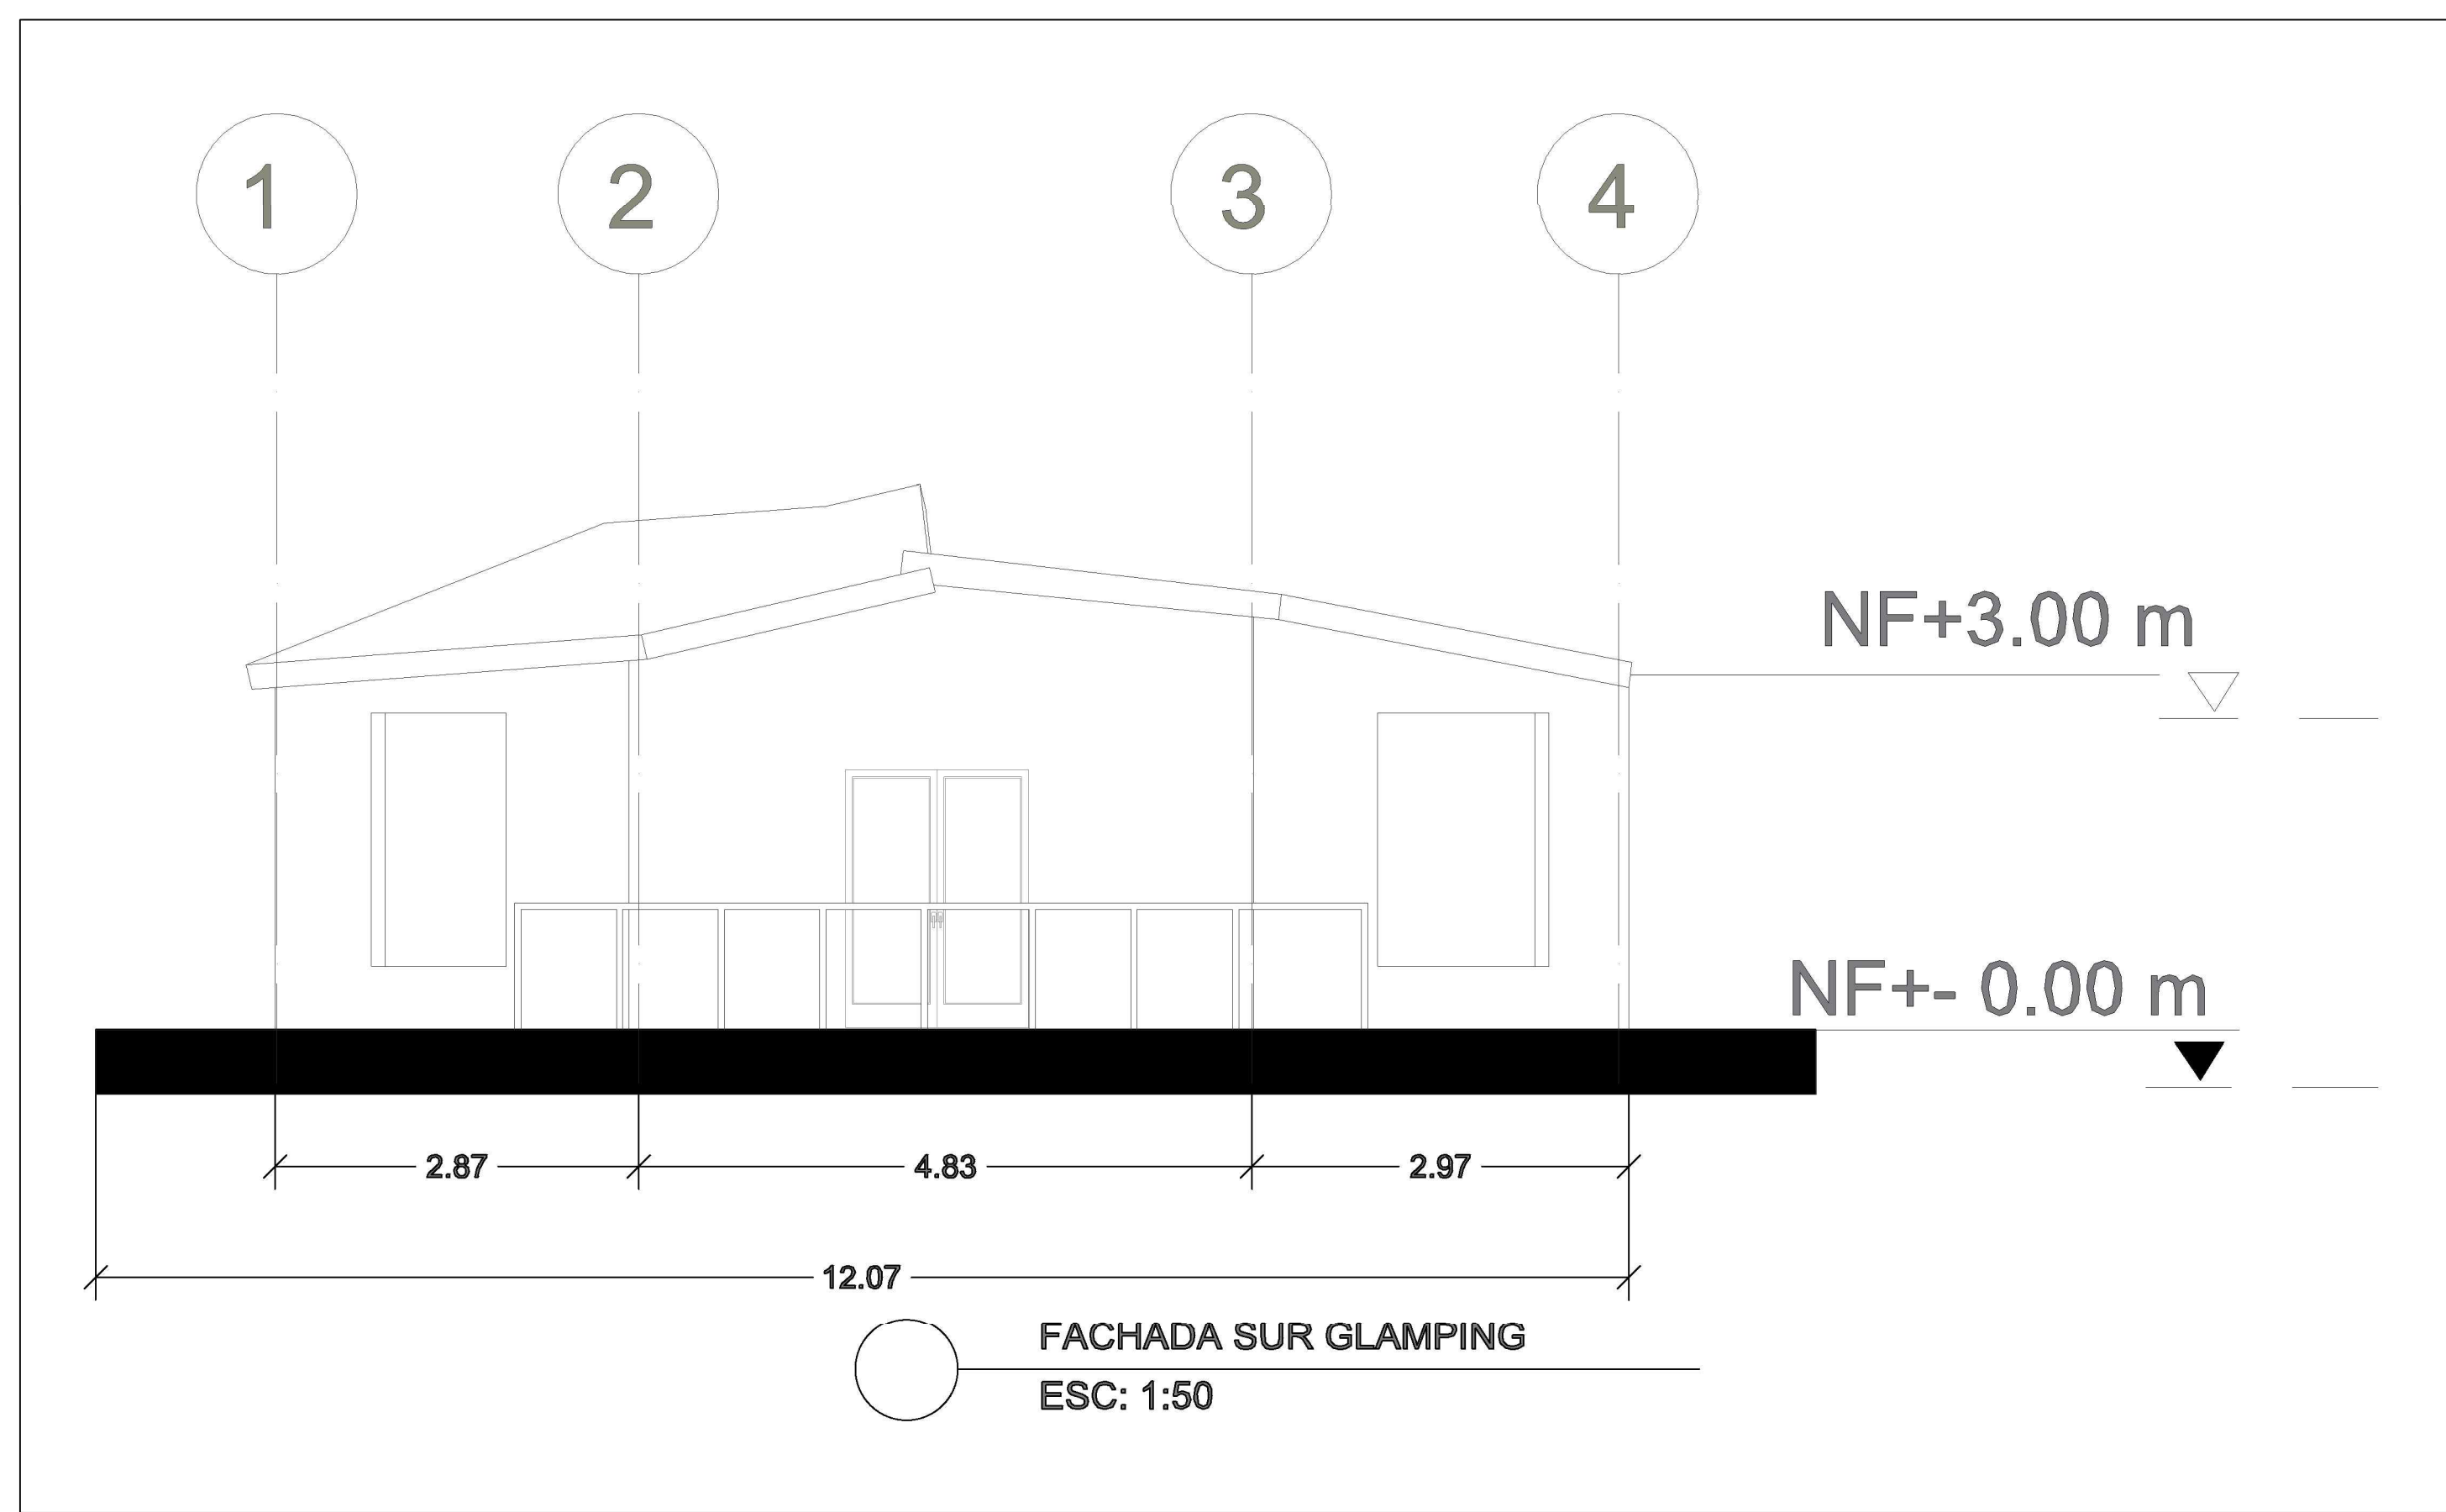 1 2 3 4
NF+3.00 m
NF+- 0.00 m
2.87 4.83 2.97
12.07
FACHADA SUR GLAMPING
ESC: 1:50